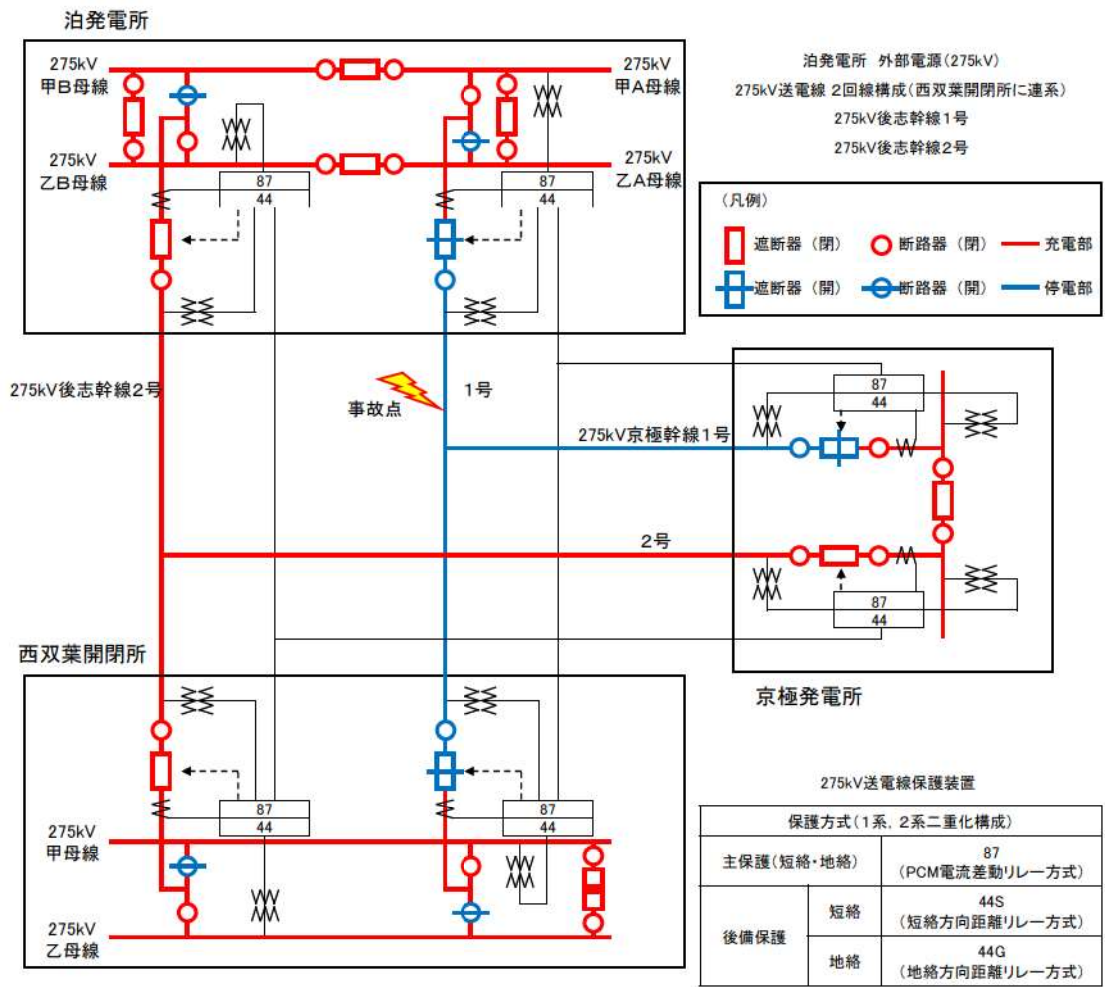 泊発電所
275kV
甲B母線
275kV
甲A母線
275kV
乙B母線
275kV
乙A母線
87
44
87
44
泊発電所 外部電源(275kV)
275kV送電線 2回線構成(西双葉開閉所に連系)
275kV後志幹線1号
275kV後志幹線2号
(凡例)
遮断器(閉)
断路器(閉)
充電部
遮断器(開)
断路器(開)
停電部
275kV後志幹線2号
1号
事故点
275kV京極幹線1号
2号
87
44
87
44
京極発電所
西双葉開閉所
87
44
87
44
275kV
甲母線
275kV
乙母線
275kV送電線保護装置
保護方式(1系,2系二重化構成)
主保護(短絡・地絡)
87
(PCM電流差動リレー方式)
後備保護
短絡
44S
(短絡方向距離リレー方式)
地絡
44G
(地絡方向距離リレー方式)